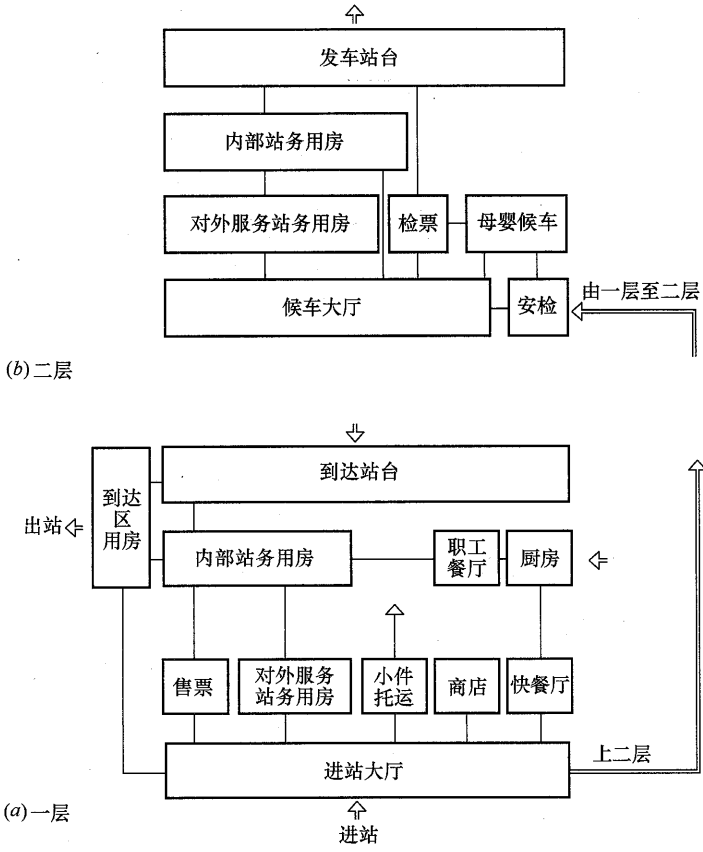 发车站台
内部站务用房
对外服务站务用房
检票
母婴候车
候车大厅
安检
由一层至二层
(b)二层
到达站台
到达
区
用房
出站
内部站务用房
职工
餐厅
厨房
售票
对外服务
站务用房
小件
托运
商店
快餐厅
上二层
进站大厅
(a)一层
进站